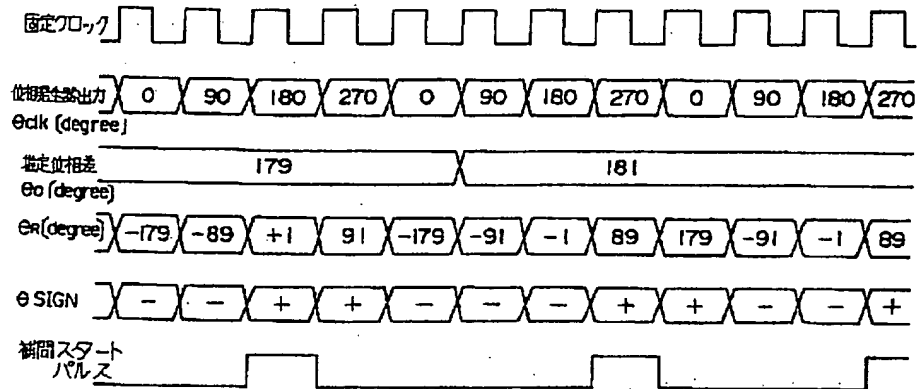 固定クロック
位相発生器出力 0 90 180 270 0 90 180 270 0 90 180 270
θclk (degree)
推定位相差 179 181
θo (degree)
θR (degree) -179 -89 +1 91 -179 -91 -1 89 179 -91 -1 89
θ SIGN - - + + - - - + + - - +
補間スタート
パルス